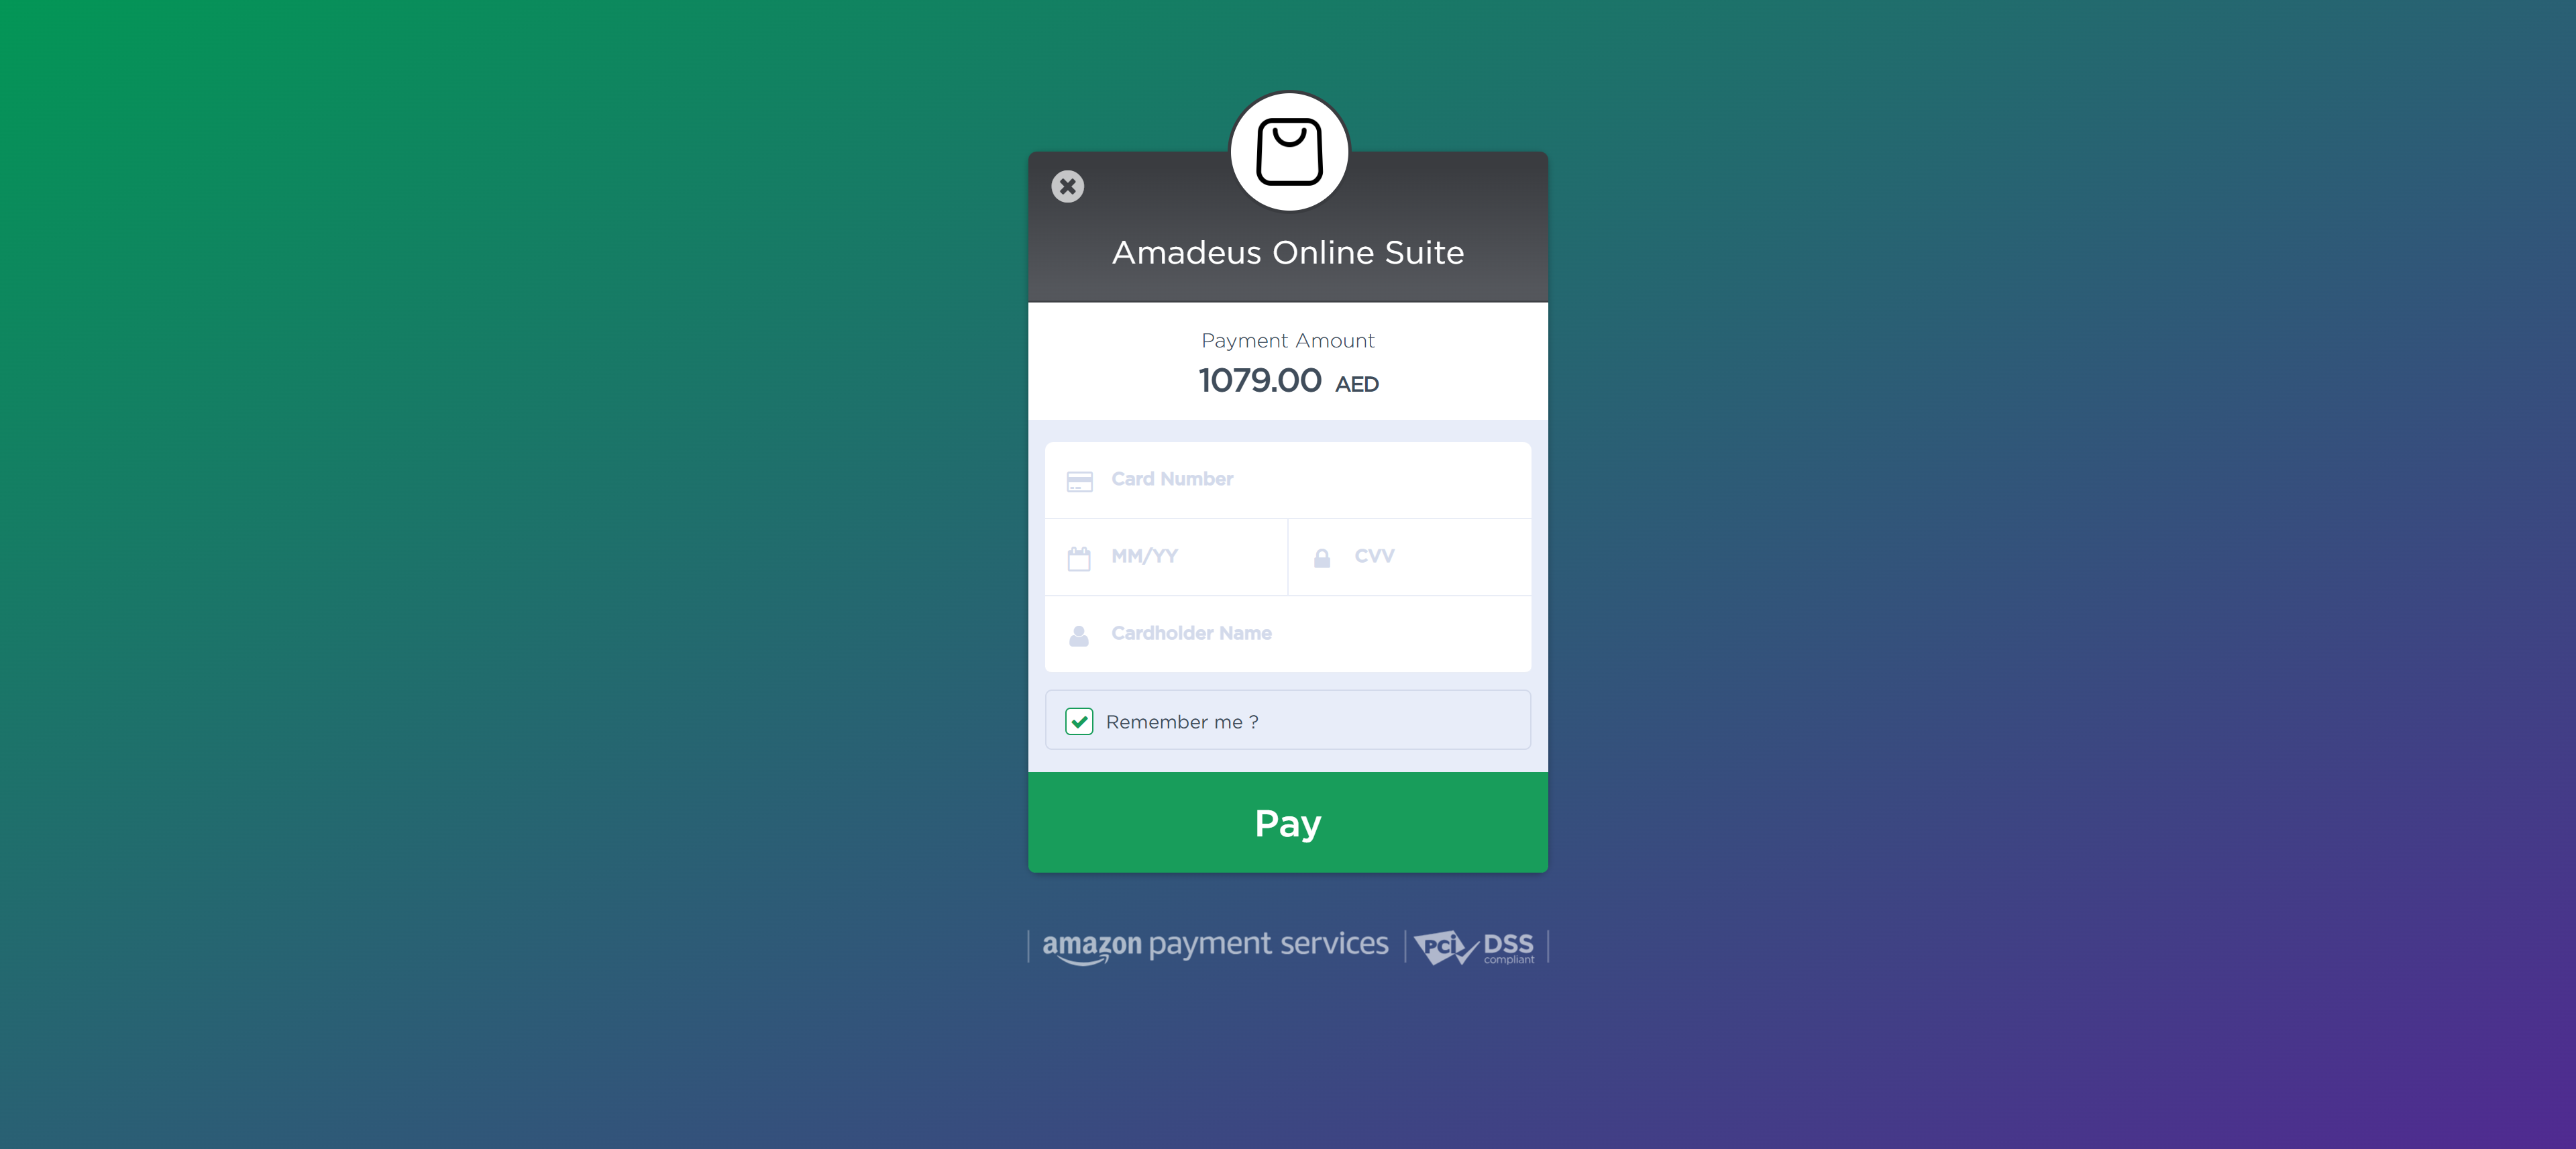 Amadeus Online Suite
Payment Amount
1079.00 AED
Card Number
MM/YY
CVV
Cardholder Name
Remember me ?
Pay
amazon payment services
PCi DSS
compliant